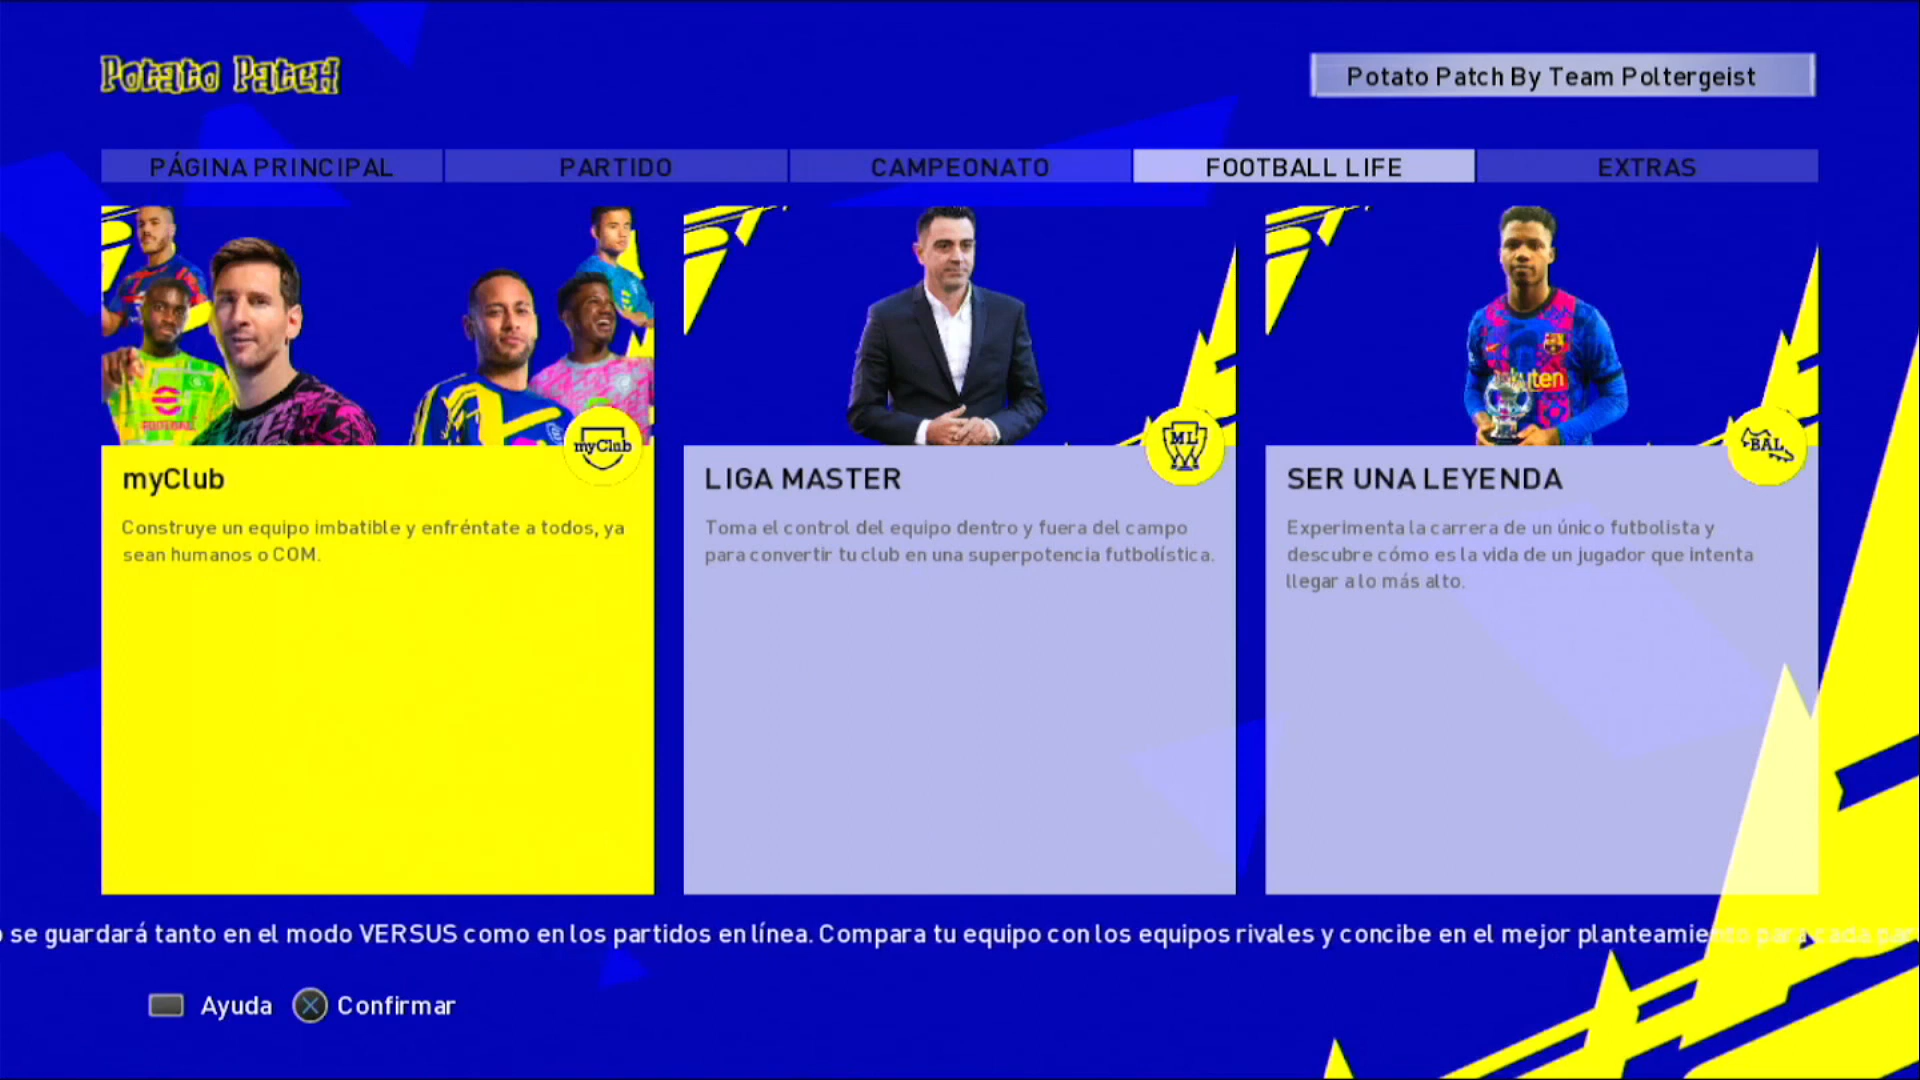 Potato Patch
Potato Patch By Team Poltergeist
PÁGINA PRINCIPAL
PARTIDO
CAMPEONATO
FOOTBALL LIFE
EXTRAS
myClub
myClub
Construye un equipo imbatible y enfréntate a todos, ya
sean humanos o COM.
ML
LIGA MASTER
Toma el control del equipo dentro y fuera del campo
para convertir tu club en una superpotencia futbolística.
BAL
SER UNA LEYENDA
Experimenta la carrera de un único futbolista y
descubre cómo es la vida de un jugador que intenta
llegar a lo más alto.
o se guardará tanto en el modo VERSUS como en los partidos en línea. Compara tu equipo con los equipos rivales y concibe en el mejor planteamiento para cada par
Ayuda
Confirmar